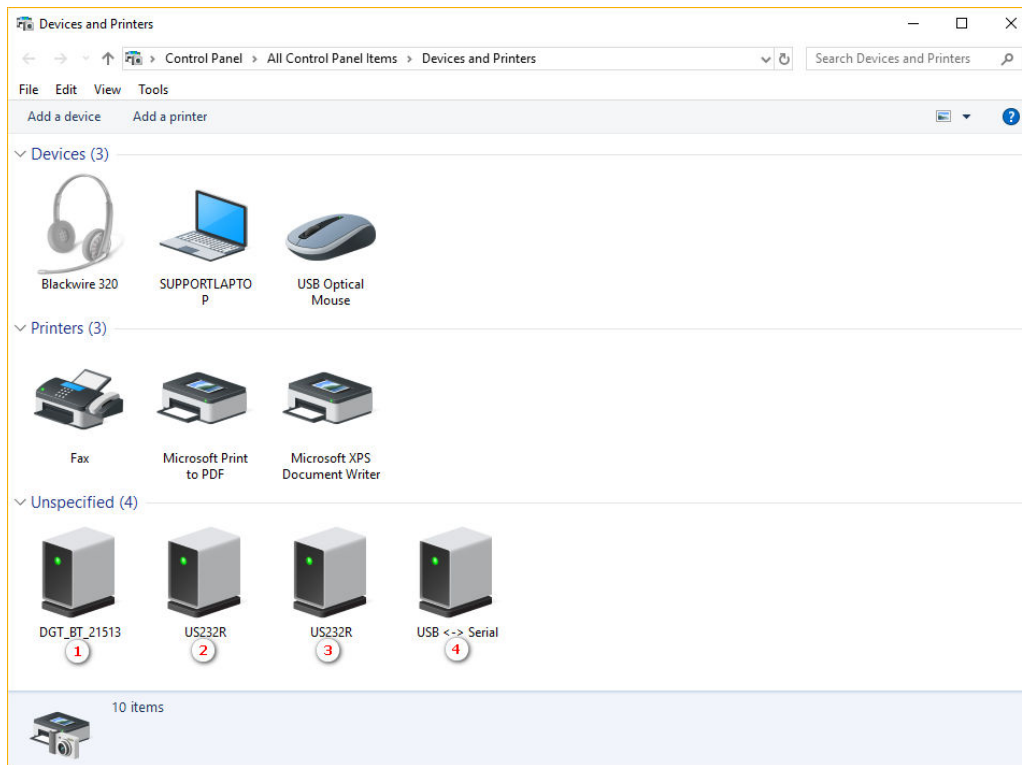 Devices and Printers
Control Panel > All Control Panel Items > Devices and Printers
Search Devices and Printers
File Edit View Tools
Add a device Add a printer
?
Devices (3)
Blackwire 320
SUPPORTLAPTO
P
USB Optical
Mouse
Printers (3)
Fax
Microsoft Print
to PDF
Microsoft XPS
Document Writer
Unspecified (4)
DGT_BT_21513
US232R
US232R
USB <-> Serial
1
2
3
4
10 items